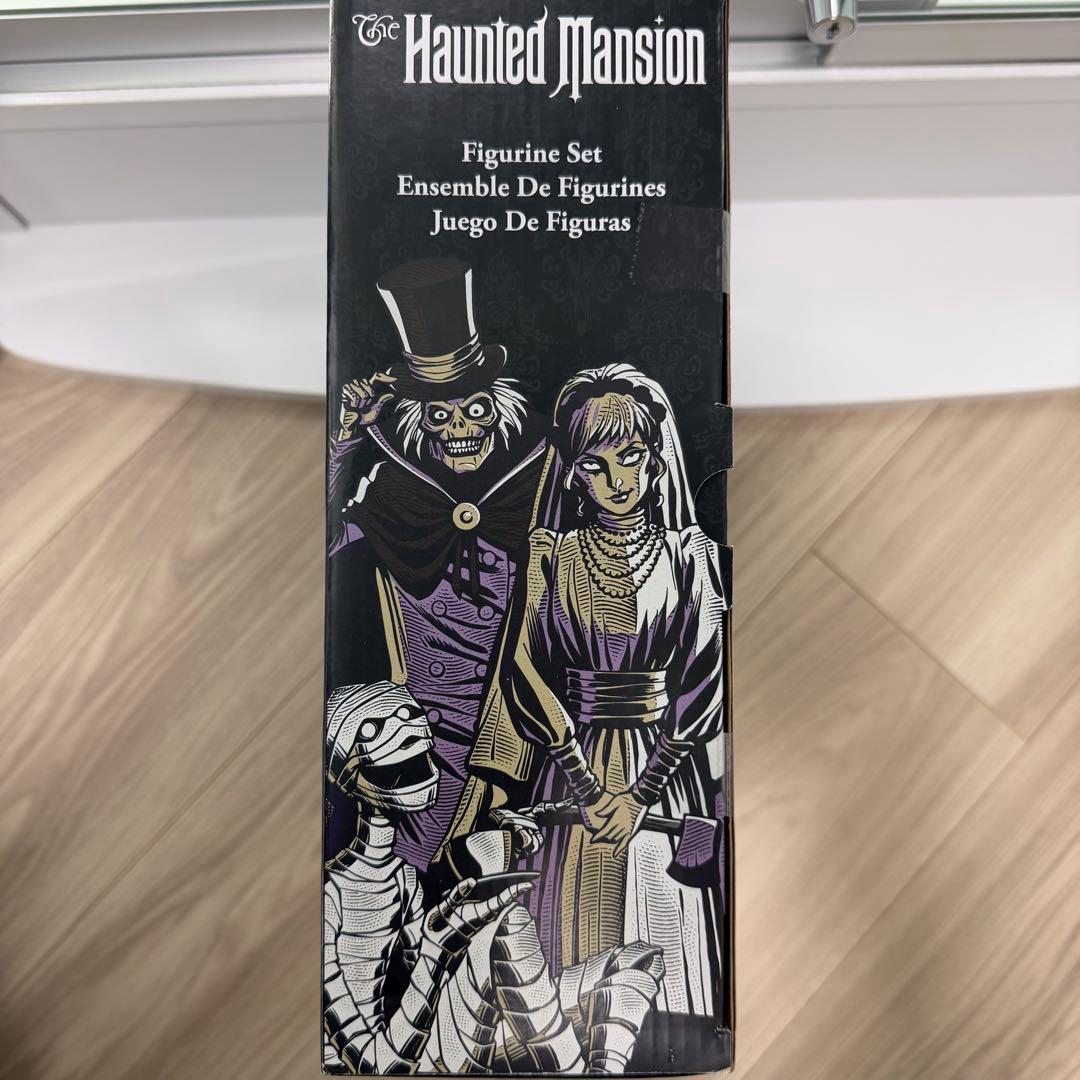 The Haunted Mansion
Figurine Set
Ensemble De Figurines
Juego De Figuras